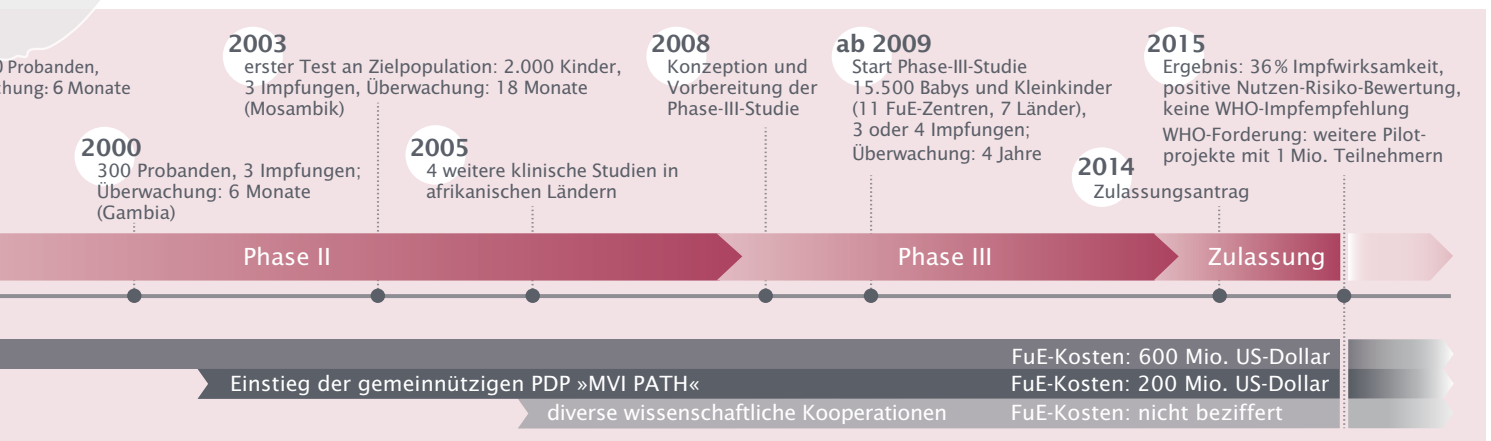 Probanden,
6 Monate
2003
erster Test an Zielpopulation: 2.000 Kinder,
3 Impfungen, Überwachung: 18 Monate
(Mosambik)
2008
Konzeption und
Vorbereitung der
Phase-III-Studie
ab 2009
Start Phase-III-Studie
15.500 Babys und Kleinkinder
(11 FuE-Zentren, 7 Länder),
3 oder 4 Impfungen;
Überwachung: 4 Jahre
2015
Ergebnis: 36 % Impfwirksamkeit,
positive Nutzen-Risiko-Bewertung,
keine WHO-Impfempfehlung
WHO-Forderung: weitere Pilot-
projekte mit 1 Mio. Teilnehmern
2000
300 Probanden, 3 Impfungen;
Überwachung: 6 Monate
(Gambia)
2005
4 weitere klinische Studien in
afrikanischen Ländern
2014
Zulassungsantrag
Phase II
Phase III
Zulassung
FuE-Kosten: 600 Mio. US-Dollar
Einstieg der gemeinnützigen PDP »MVI PATH« FuE-Kosten: 200 Mio. US-Dollar
diverse wissenschaftliche Kooperationen FuE-Kosten: nicht beziffert